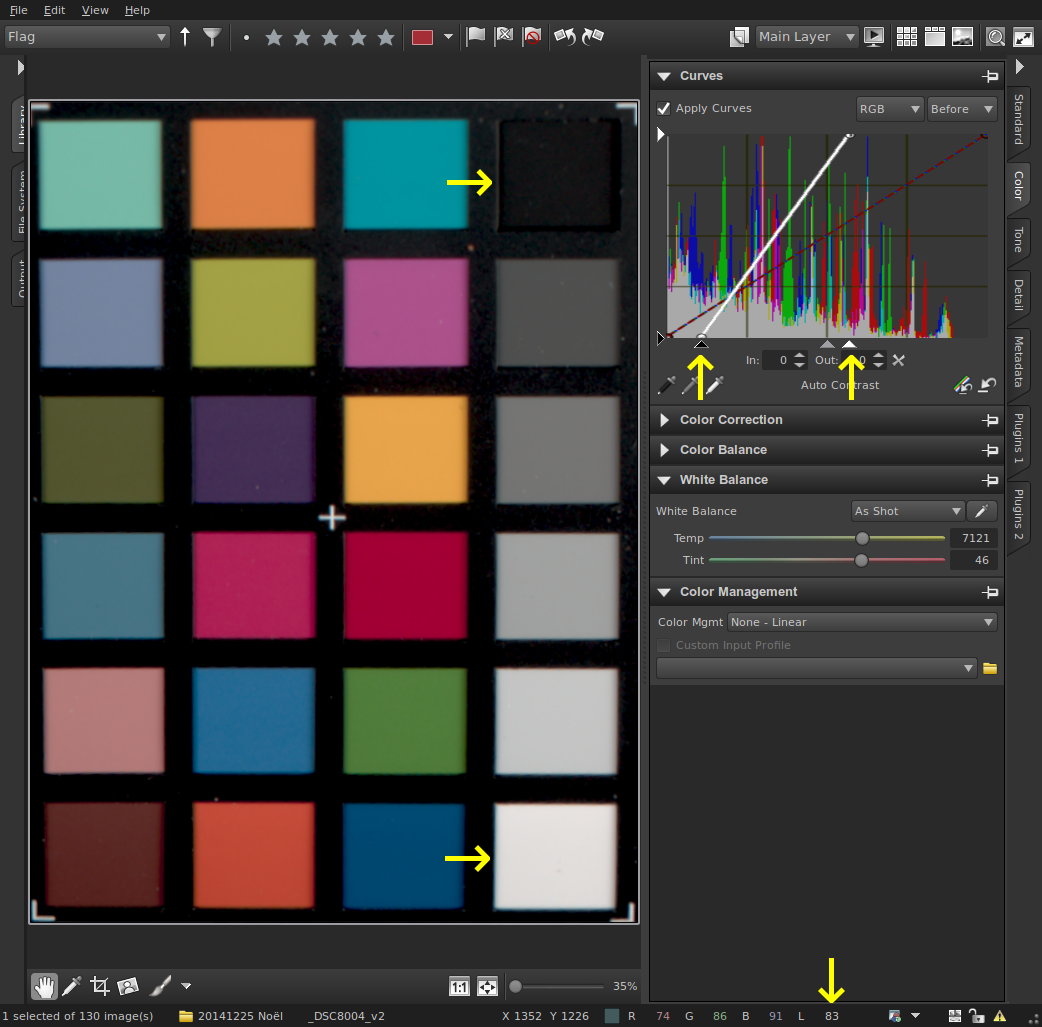 File Edit View Help
Flag Main Layer
Library
File System
Output
Curves
Apply Curves RGB Before
In: 0 Out: 0
Auto Contrast
Color Correction
Color Balance
White Balance
White Balance As Shot
Temp 7121
Tint 46
Color Management
Color Mgmt None - Linear
Custom Input Profile
Standard
Color
Tone
Detail
Metadata
Plugins 1
Plugins 2
1:1 35%
1 selected of 130 image(s) 20141225 Noël _DSC8004_v2 X 1352 Y 1226 R 74 G 86 B 91 L 83